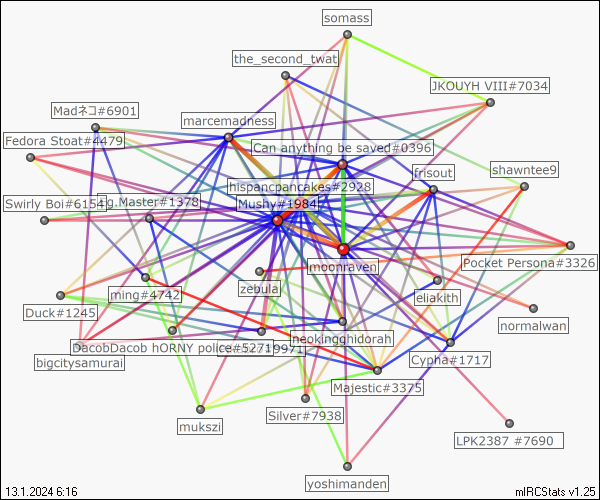 somass
the_second_twat
JKOUYH VIII#7034
Madネコ#6901
marcemadness
Fedora Stoat#4479
Can anything be saved#0396
frisout
shawntee9
hispancpancakes#2928
Swirly Boi#6154
g.Master#1378
Mushy#1984
moonraven
Pocket Persona#3326
zebula
ming#4742
eliakith
Duck#1245
normalwan
neokingghidorah
DacobDacob hORNY police#5271
19971
bigcitysamurai
Cypha#1717
Majestic#3375
Silver#7938
mukszi
LPK2387 #7690
yoshimanden
13.1.2024 6:16
mIRCStats v1.25